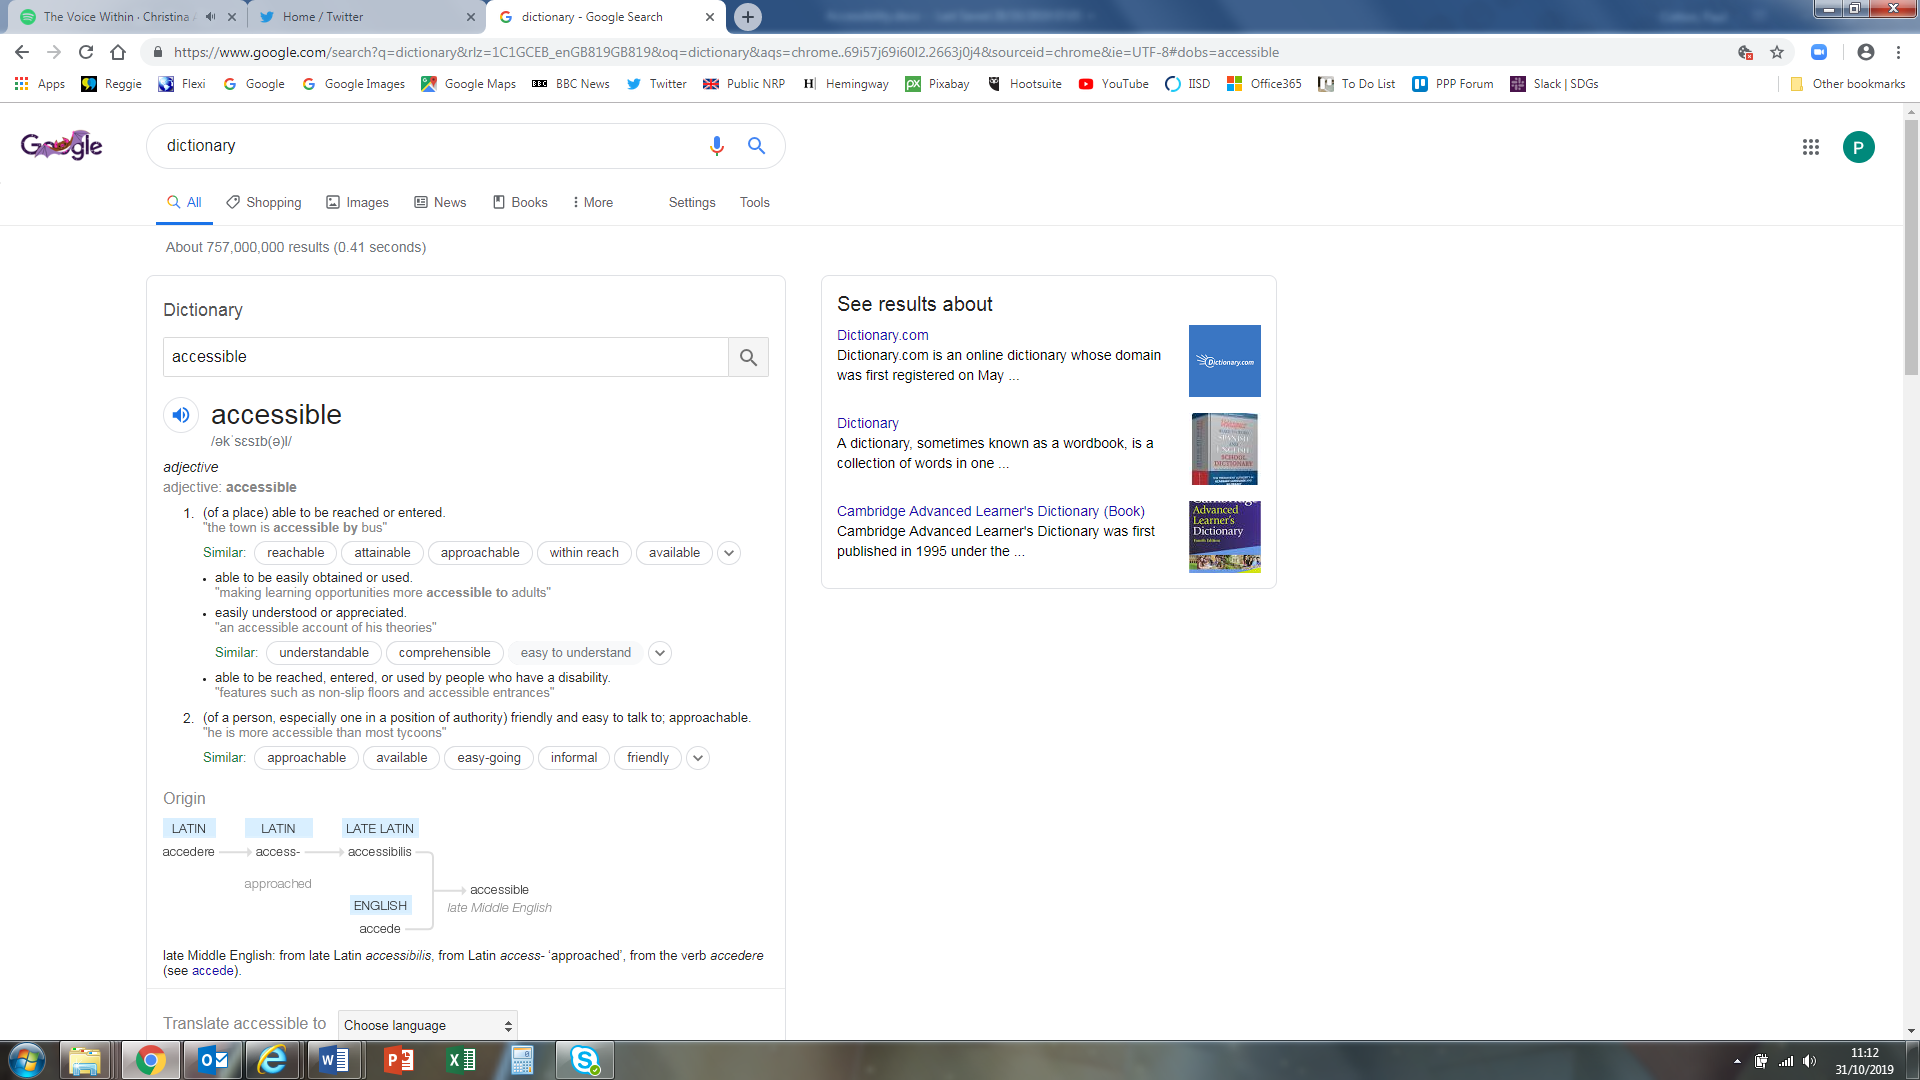 The Voice Within · Christina
Home / Twitter
dictionary - Google Search
https://www.google.com/search?q=dictionary&rlz=1C1GCEB_enGB819GB819&oq=dictionary&aqs=chrome..69i57j69i60l2.2663j0j4&sourceid=chrome&ie=UTF-8#dobs=accessible
Apps Reggie Flexi Google Google Images Google Maps BBC BBC News Twitter Public NRP H Hemingway px Pixabay Hootsuite YouTube IISD Office365 To Do List PPP Forum Slack | SDGs Other bookmarks
Google
dictionary
P
All Shopping Images News Books More Settings Tools
About 757,000,000 results (0.41 seconds)
Dictionary
accessible
accessible
/əkˈsɛsɪb(ə)l/
adjective
adjective: accessible
1. (of a place) able to be reached or entered.
"the town is accessible by bus"
Similar: reachable attainable approachable within reach available
• able to be easily obtained or used.
"making learning opportunities more accessible to adults"
• easily understood or appreciated.
"an accessible account of his theories"
Similar: understandable comprehensible easy to understand
• able to be reached, entered, or used by people who have a disability.
"features such as non-slip floors and accessible entrances"
2. (of a person, especially one in a position of authority) friendly and easy to talk to; approachable.
"he is more accessible than most tycoons"
Similar: approachable available easy-going informal friendly
Origin
LATIN LATIN LATE LATIN
accedere access- accessibilis
approached
accessible
ENGLISH
late Middle English
accede
late Middle English: from late Latin accessibilis, from Latin access- ‘approached’, from the verb accedere
(see accede).
Translate accessible to Choose language
See results about
Dictionary.com
Dictionary.com is an online dictionary whose domain
was first registered on May ...
Dictionary.com
Dictionary
A dictionary, sometimes known as a wordbook, is a
collection of words in one ...
SPANISH
ENGLISH
SCHOOL
DICTIONARY
Cambridge Advanced Learner's Dictionary (Book)
Cambridge Advanced Learner's Dictionary was first
published in 1995 under the ...
Cambridge
Advanced
Learner's
Dictionary
Fourth Edition
11:12
31/10/2019